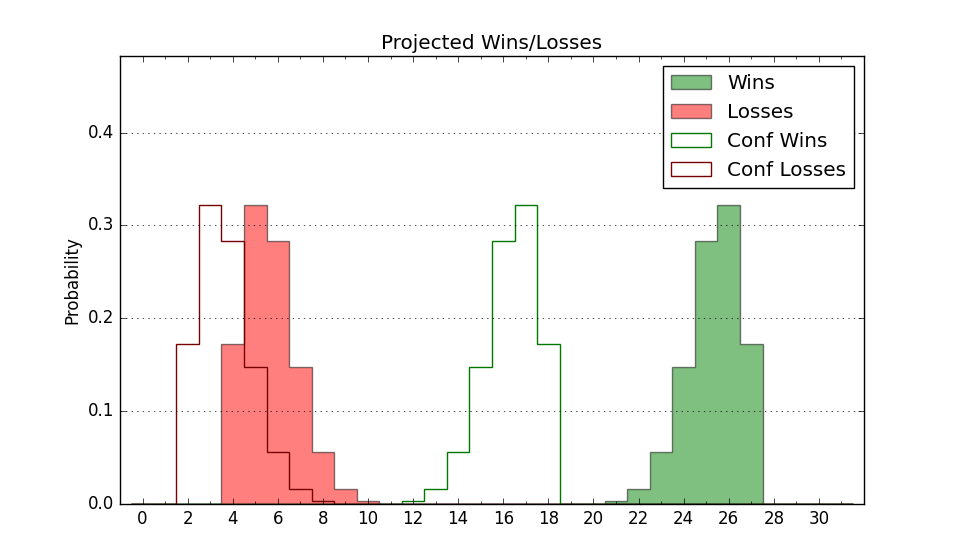 Projected Wins/Losses
Wins
Losses
Conf Wins
Conf Losses
Probability
0.4
0.3
0.2
0.1
0.0
0 2 4 6 8 10 12 14 16 18 20 22 24 26 28 30